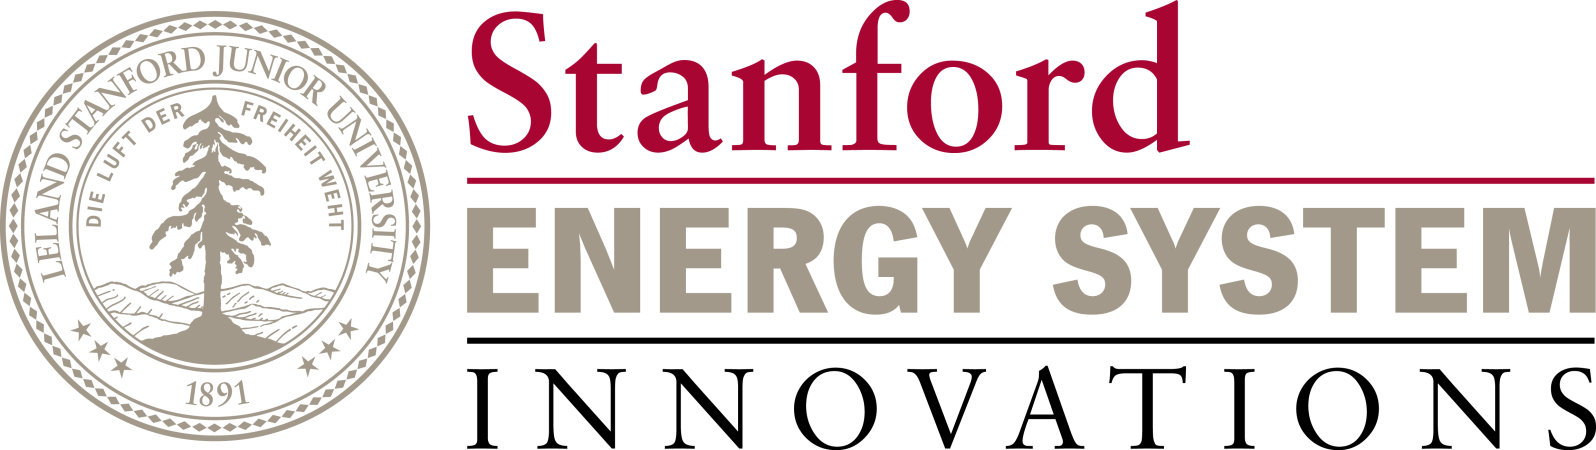 LELAND STANFORD JUNIOR UNIVERSITY
DIE LUFT DER FREIHEIT WEHT
1891
Stanford
ENERGY SYSTEM
INNOVATIONS